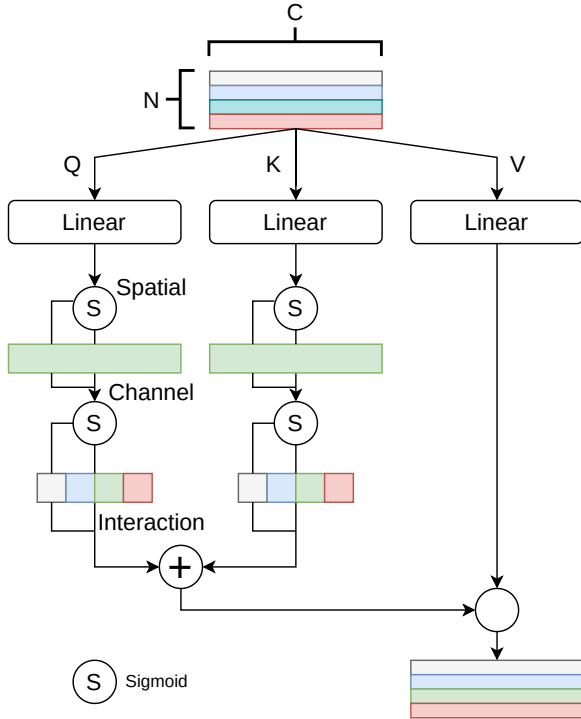 C
N
Q
K
V
Linear
Linear
Linear
Spatial
S
S
Channel
S
S
Interaction
+
S
Sigmoid